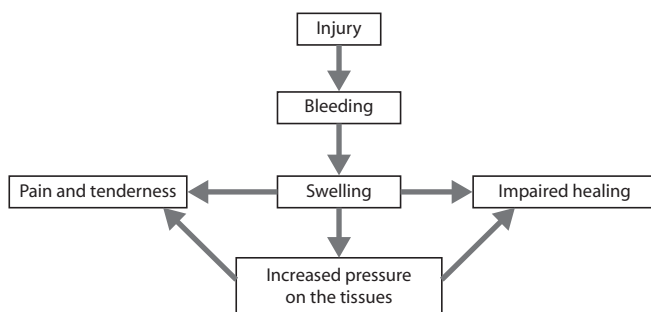 Injury
Bleeding
Pain and tenderness
Swelling
Impaired healing
Increased pressure
on the tissues